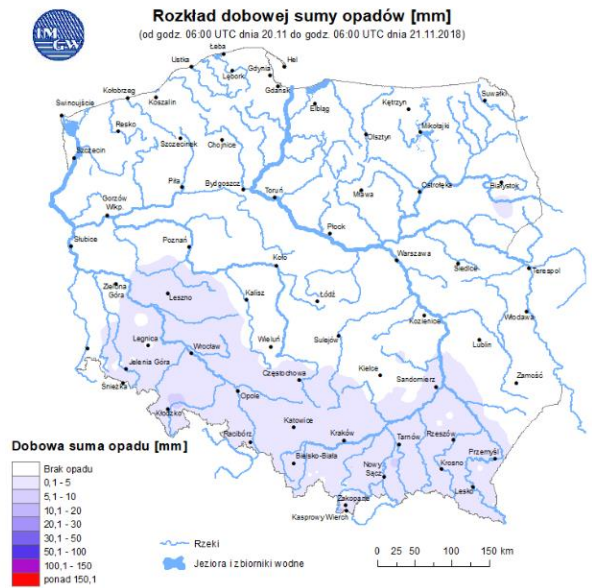 Rozkład dobowej sumy opadów [mm]
(od godz. 06:00 UTC dnia 20.11 do godz. 06:00 UTC dnia 21.11.2018)
IM
GW
Łeba
Ustka
Lębork
Gdynia
Hel
Gdańsk
Kołobrzeg
Koszalin
Świnoujście
Resko
Szczecinek
Chojnice
Elbląg
Kętrzyn
Suwałki
Olsztyn
Mikołajki
Szczecin
Piła
Bydgoszcz
Toruń
Mława
Ostrołęka
Białystok
Gorzów
Wlkp.
Słubice
Poznań
Koło
Płock
Warszawa
Siedlce
Terespol
Zielona
Góra
Leszno
Kalisz
Łódź
Kozienice
Włodawa
Legnica
Wrocław
Wieluń
Sulejów
Lublin
Jelenia Góra
Śnieżka
Częstochowa
Kielce
Sandomierz
Zamość
Kłodzko
Opole
Katowice
Kraków
Tarnów
Rzeszów
Racibórz
Bielsko-Biała
Nowy
Sącz
Krosno
Przemyśl
Lesko
Zakopane
Kasprowy Wierch
Dobowa suma opadu [mm]
Brak opadu
0,1 - 5
5,1 - 10
10,1 - 20
20,1 - 30
30,1 - 50
50,1 - 100
100,1 - 150
ponad 150,1
Rzeki
Jeziora i zbiorniki wodne
0 25 50 100 150 km